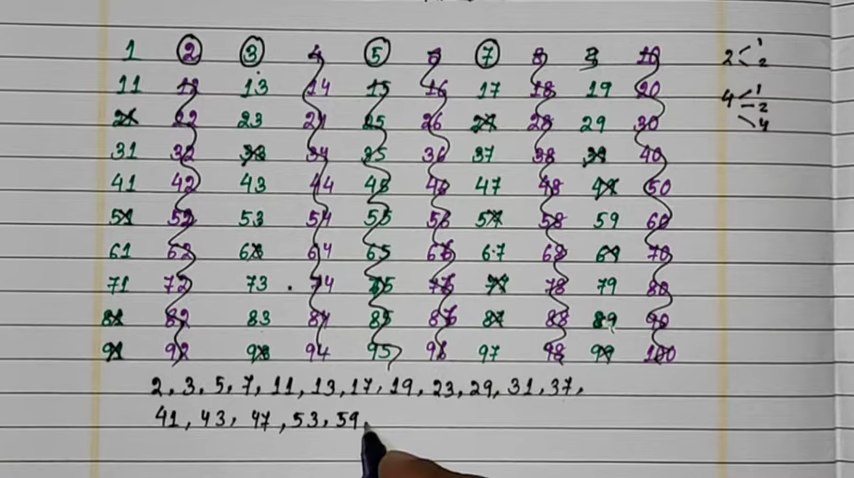 1 2 3 4 5 6 7 8 9 10
11 12 13 14 15 16 17 18 19 20
21 22 23 24 25 26 27 28 29 30
31 32 33 34 35 36 37 38 39 40
41 42 43 44 45 46 47 48 49 50
51 52 53 54 55 56 57 58 59 60
61 62 63 64 65 66 67 68 69 70
71 72 73 74 75 76 77 78 79 80
81 82 83 84 85 86 87 88 89 90
91 92 93 94 95 96 97 98 99 100
2 < 1
2
4 < 1
2
4
2, 3, 5, 7, 11, 13, 17, 19, 23, 29, 31, 37,
41, 43, 47, 53, 59,